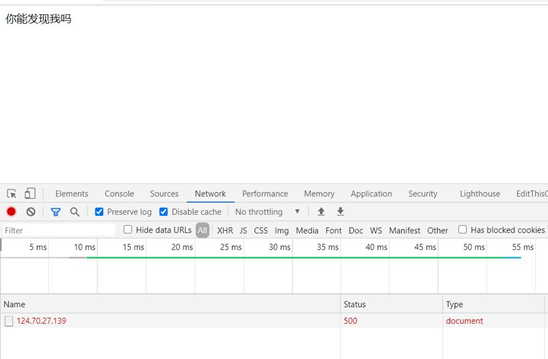 你能发现我吗
Elements Console Sources Network Performance Memory Application Security Lighthouse EditThisC
Preserve log Disable cache No throttling
Filter Hide data URLs All XHR JS CSS Img Media Font Doc WS Manifest Other Has blocked cookies
5 ms 10 ms 15 ms 20 ms 25 ms 30 ms 35 ms 40 ms 45 ms 50 ms 55 ms
Name Status Type
124.70.27.139 500 document